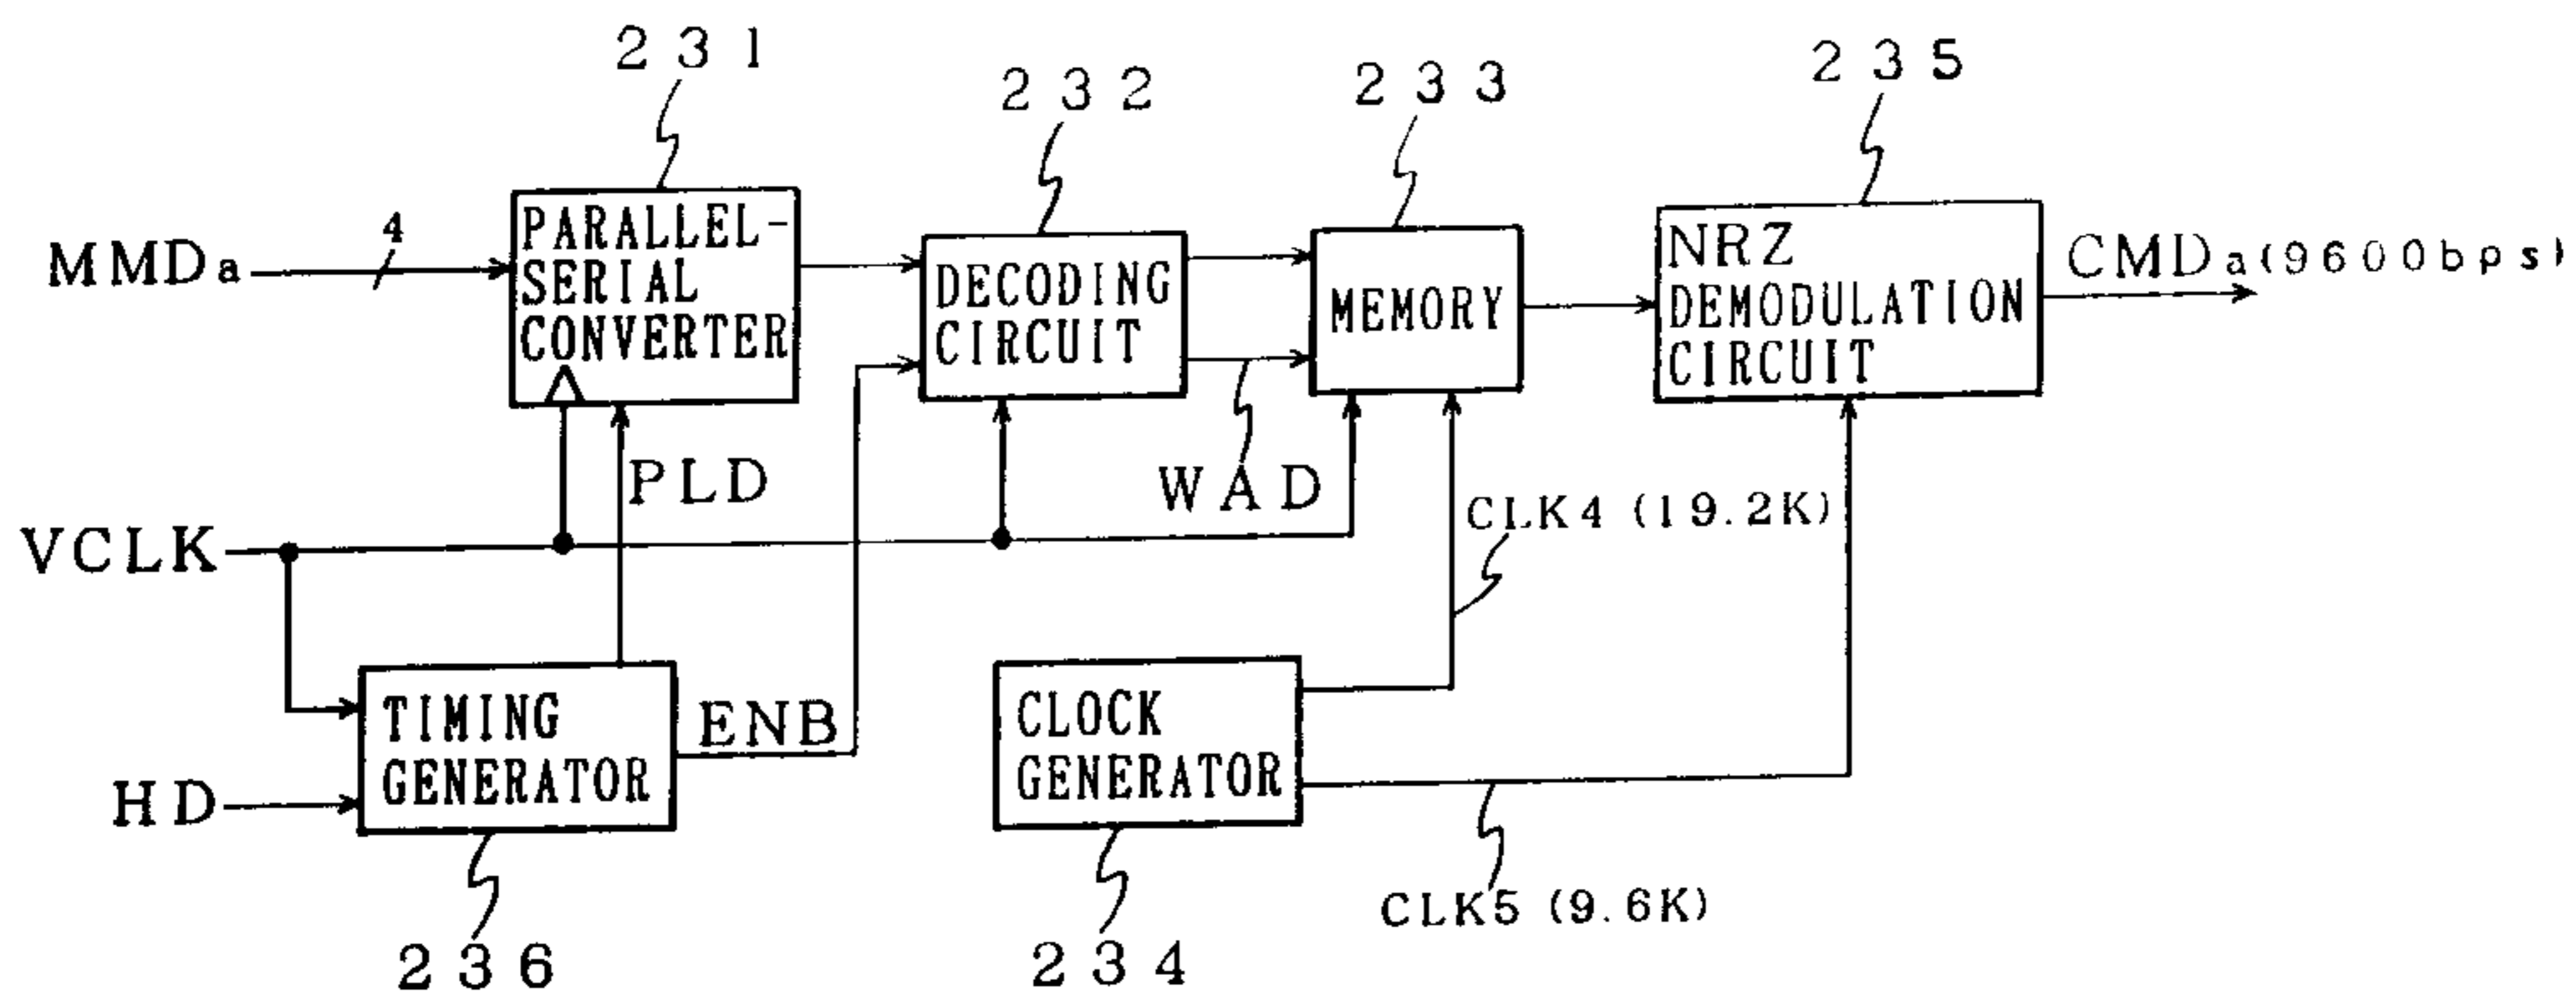 231
232
233
235
MMDa
4
PARALLEL-
SERIAL
CONVERTER
DECODING
CIRCUIT
MEMORY
NRZ
DEMODULATION
CIRCUIT
CMDa(9600bps)
PLD
WAD
CLK4 (19.2K)
VCLK
TIMING
GENERATOR
ENB
CLOCK
GENERATOR
HD
CLK5 (9.6K)
236
234